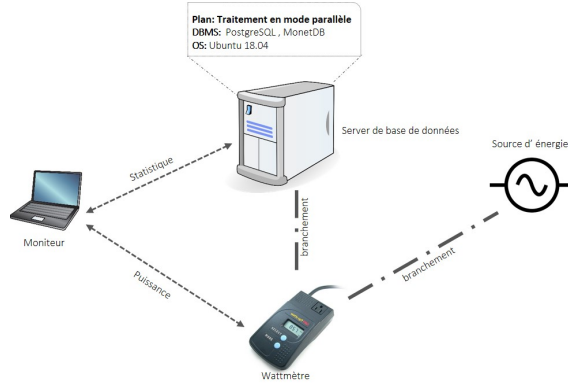 Plan: Traitement en mode parallèle
DBMS: PostgreSQL , MonetDB
OS: Ubuntu 18.04
Server de base de données
Source d' énergie
Statistique
branchement
Moniteur
branchement
Puissance
Wattmètre